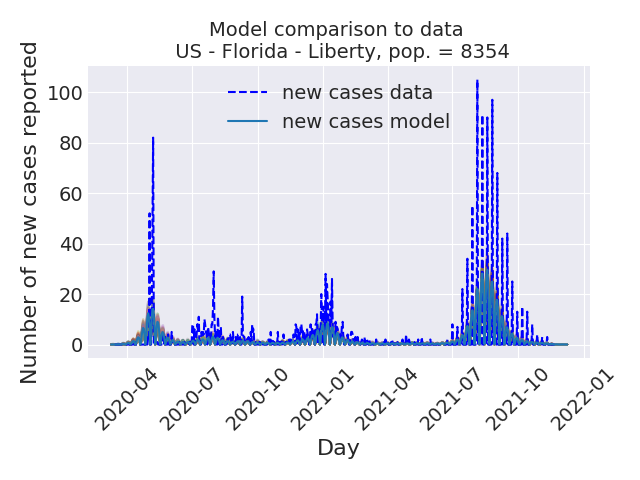 Model comparison to data
US - Florida - Liberty, pop. = 8354
Number of new cases reported
100
80
60
40
20
0
new cases data
new cases model
2020-04
2020-07
2020-10
2021-01
2021-04
2021-07
2021-10
2022-01
Day